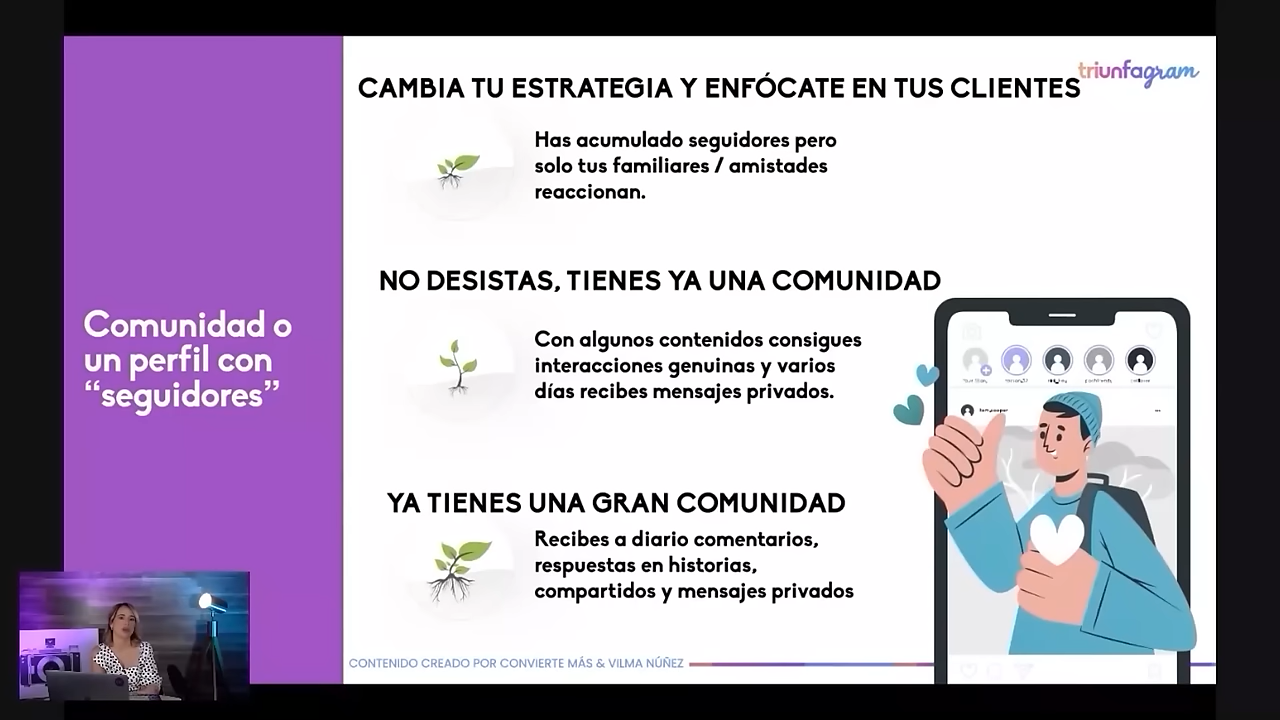 triunfagram
CAMBIA TU ESTRATEGIA Y ENFÓCATE EN TUS CLIENTES
Has acumulado seguidores pero
solo tus familiares / amistades
reaccionan.
NO DESISTAS, TIENES YA UNA COMUNIDAD
Comunidad o
un perfil con
“seguidores”
Con algunos contenidos consigues
interacciones genuinas y varios
días recibes mensajes privados.
YA TIENES UNA GRAN COMUNIDAD
Recibes a diario comentarios,
respuestas en historias,
compartidos y mensajes privados
CONTENIDO CREADO POR CONVIERTE MÁS & VILMA NÚÑEZ